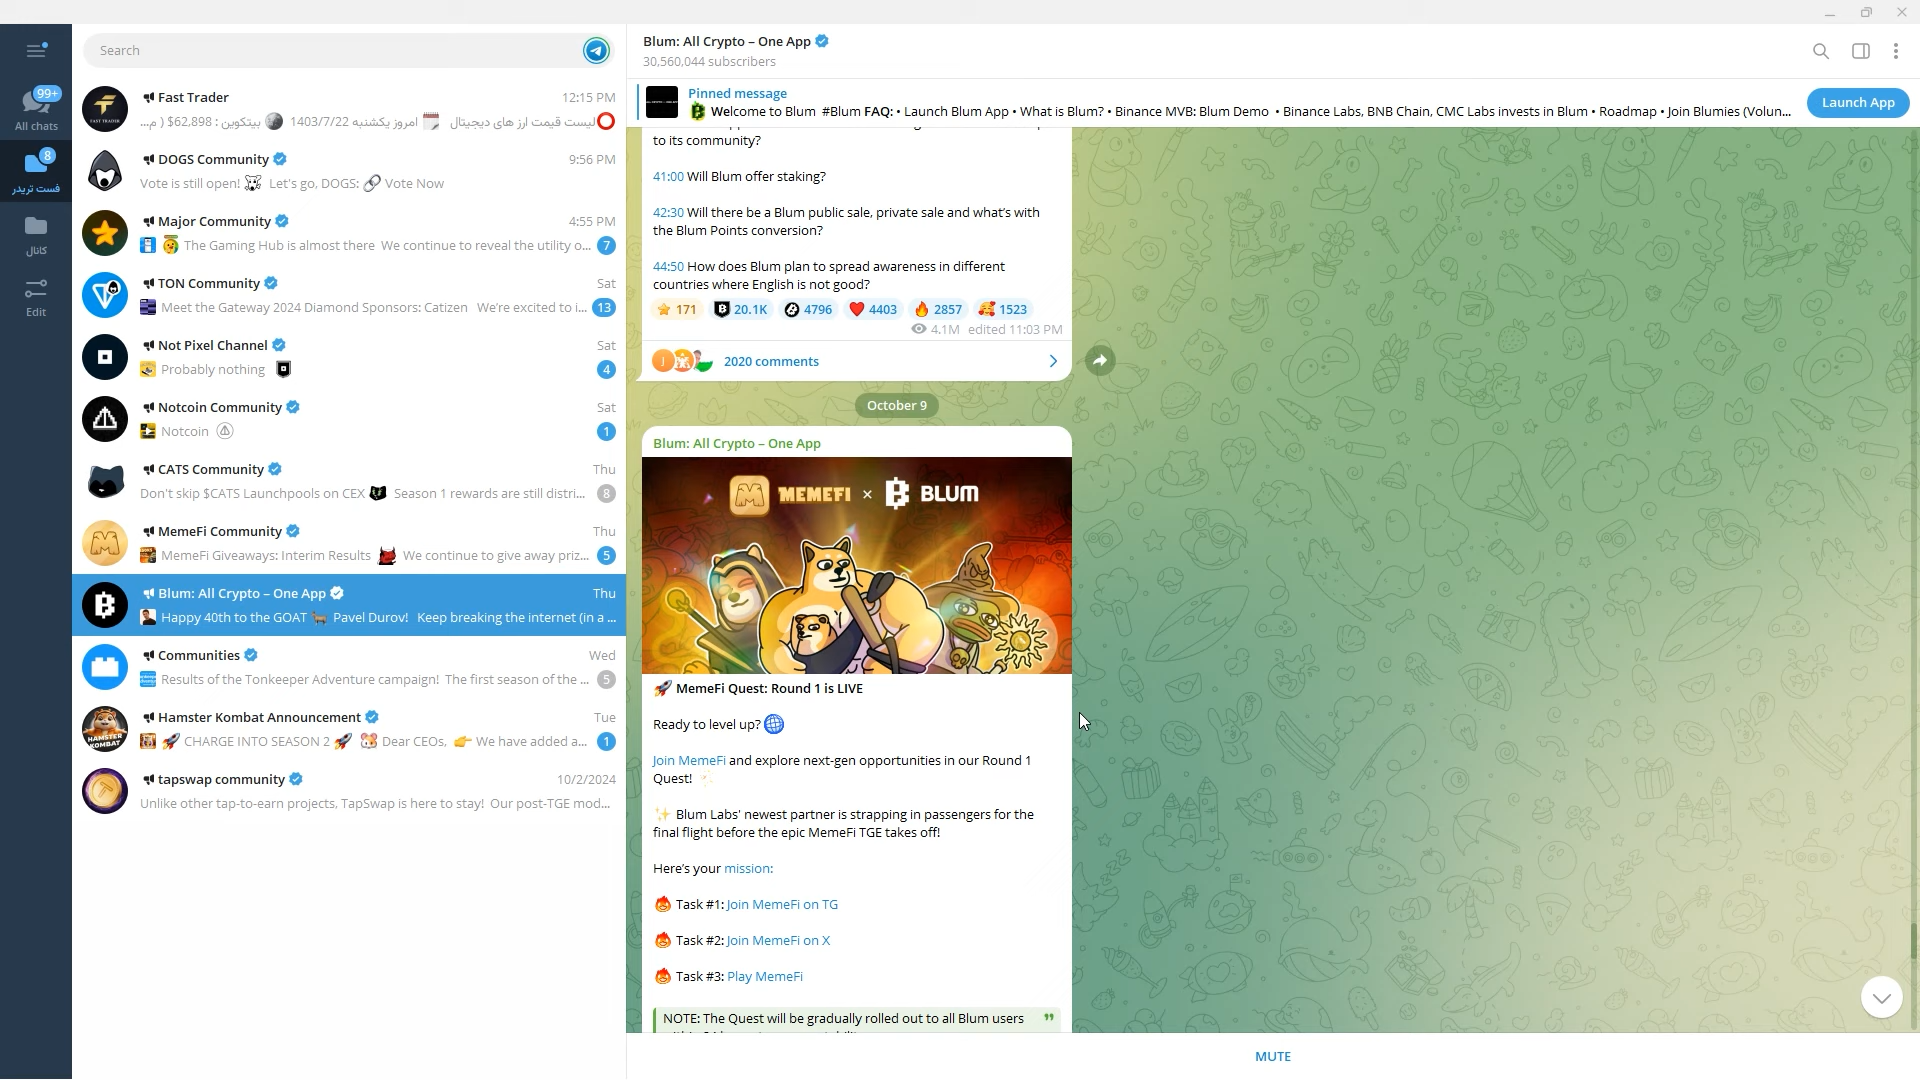 99+
All chats
8
فست تریدر
کانال
Edit
Search
Fast Trader 12:15 PM
لیست قیمت ارز های دیجیتال امروز یکشنبه 1403/7/22 بیتکوین : 62,898$ ( م...
DOGS Community 9:56 PM
Vote is still open! Let's go, DOGS: Vote Now
Major Community 4:55 PM
The Gaming Hub is almost there We continue to reveal the utility o... 7
TON Community Sat
Meet the Gateway 2024 Diamond Sponsors: Catizen We're excited to i... 13
Not Pixel Channel Sat
Probably nothing 4
Notcoin Community Sat
Notcoin 1
CATS Community Thu
Don't skip $CATS Launchpools on CEX Season 1 rewards are still distri... 8
MemeFi Community Thu
MemeFi Giveaways: Interim Results We continue to give away priz... 5
Blum: All Crypto – One App Thu
Happy 40th to the GOAT Pavel Durov! Keep breaking the internet (in a ...
Communities Wed
Results of the Tonkeeper Adventure campaign! The first season of the ... 5
Hamster Kombat Announcement Tue
CHARGE INTO SEASON 2 Dear CEOs, We have added a... 1
tapswap community 10/2/2024
Unlike other tap-to-earn projects, TapSwap is here to stay! Our post-TGE mod...
Blum: All Crypto – One App
30,560,044 subscribers
Pinned message
Welcome to Blum #Blum FAQ: • Launch Blum App • What is Blum? • Binance MVB: Blum Demo • Binance Labs, BNB Chain, CMC Labs invests in Blum • Roadmap • Join Blumies (Volun...
Launch App
to its community?
41:00 Will Blum offer staking?
42:30 Will there be a Blum public sale, private sale and what's with
the Blum Points conversion?
44:50 How does Blum plan to spread awareness in different
countries where English is not good?
171 20.1K 4796 4403 2857 1523
4.1M edited 11:03 PM
2020 comments
October 9
Blum: All Crypto – One App
MEMEFI × BLUM
MemeFi Quest: Round 1 is LIVE
Ready to level up?
Join MemeFi and explore next-gen opportunities in our Round 1
Quest!
Blum Labs' newest partner is strapping in passengers for the
final flight before the epic MemeFi TGE takes off!
Here's your mission:
Task #1: Join MemeFi on TG
Task #2: Join MemeFi on X
Task #3: Play MemeFi
NOTE: The Quest will be gradually rolled out to all Blum users
MUTE